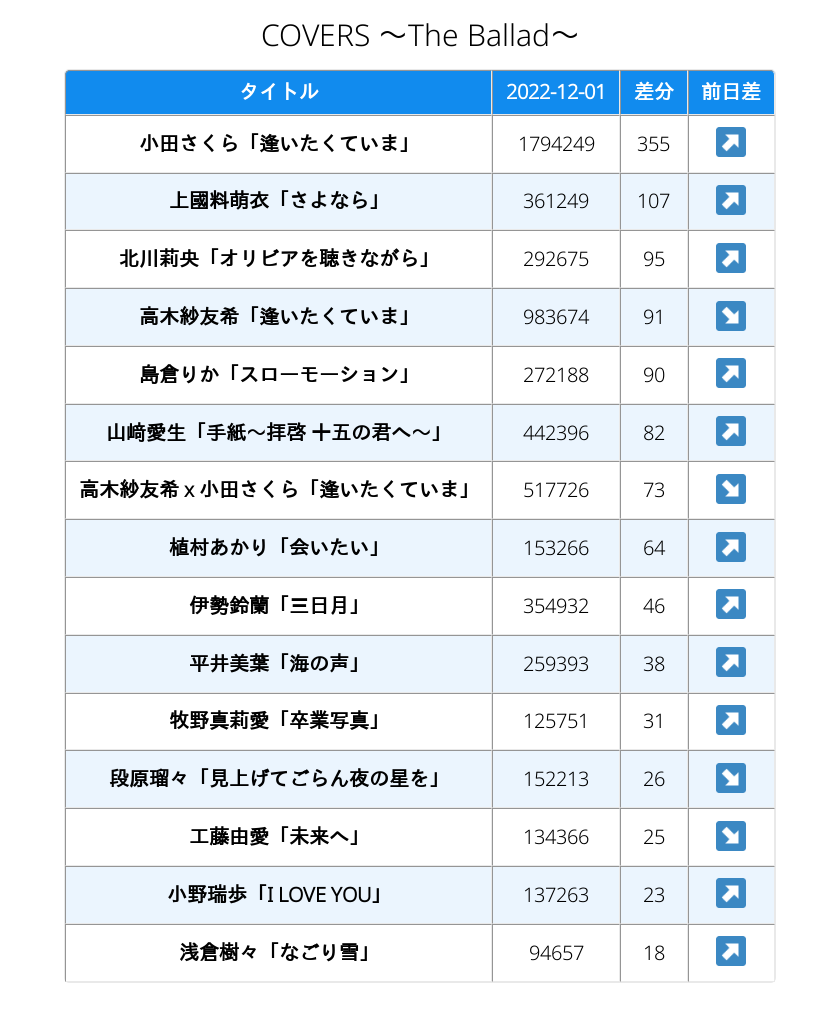 COVERS ～The Ballad～
タイトル 2022-12-01 差分 前日差
小田さくら「逢いたくていま」 1794249 355 ↗
上國料萌衣「さよなら」 361249 107 ↗
北川莉央「オリビアを聴きながら」 292675 95 ↗
高木紗友希「逢いたくていま」 983674 91 ↘
島倉りか「スローモーション」 272188 90 ↗
山﨑愛生「手紙～拝啓 十五の君へ～」 442396 82 ↗
高木紗友希 x 小田さくら「逢いたくていま」 517726 73 ↘
植村あかり「会いたい」 153266 64 ↗
伊勢鈴蘭「三日月」 354932 46 ↗
平井美葉「海の声」 259393 38 ↗
牧野真莉愛「卒業写真」 125751 31 ↗
段原瑠々「見上げてごらん夜の星を」 152213 26 ↘
工藤由愛「未来へ」 134366 25 ↘
小野瑞歩「I LOVE YOU」 137263 23 ↗
浅倉樹々「なごり雪」 94657 18 ↗